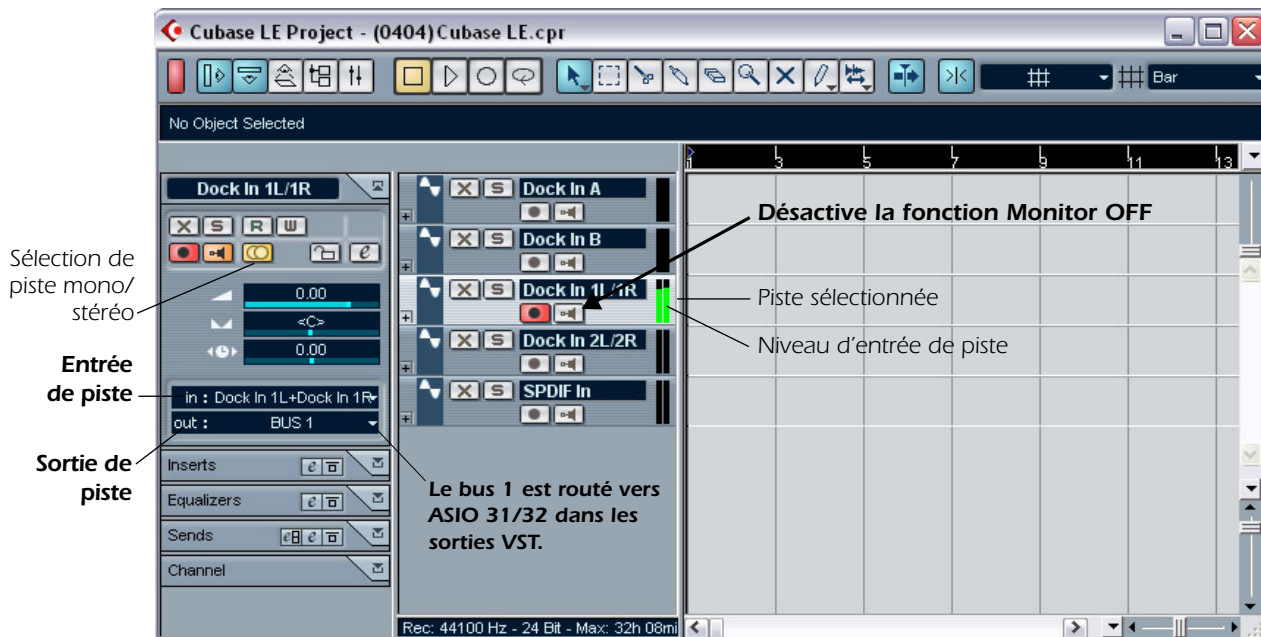 Cubase LE Project - (0404) Cubase LE.cpr
Bar
No Object Selected
1 3 5 7 9 11 13
Dock In 1L/1R
X S R W
e
0.00
<C>
0.00
in : Dock In 1L+Dock In 1R
out : BUS 1
Inserts
e
Equalizers
e
Sends
e e
Channel
X S Dock In A
X S Dock In B
X S Dock In 1L/1R
X S Dock In 2L/2R
X S SPDIF In
Rec: 44100 Hz - 24 Bit - Max: 32h 08mi
Sélection de
piste mono/
stéréo
Entrée
de piste
Sortie de
piste
Désactive la fonction Monitor OFF
Piste sélectionnée
Niveau d'entrée de piste
Le bus 1 est routé vers
ASIO 31/32 dans les
sorties VST.